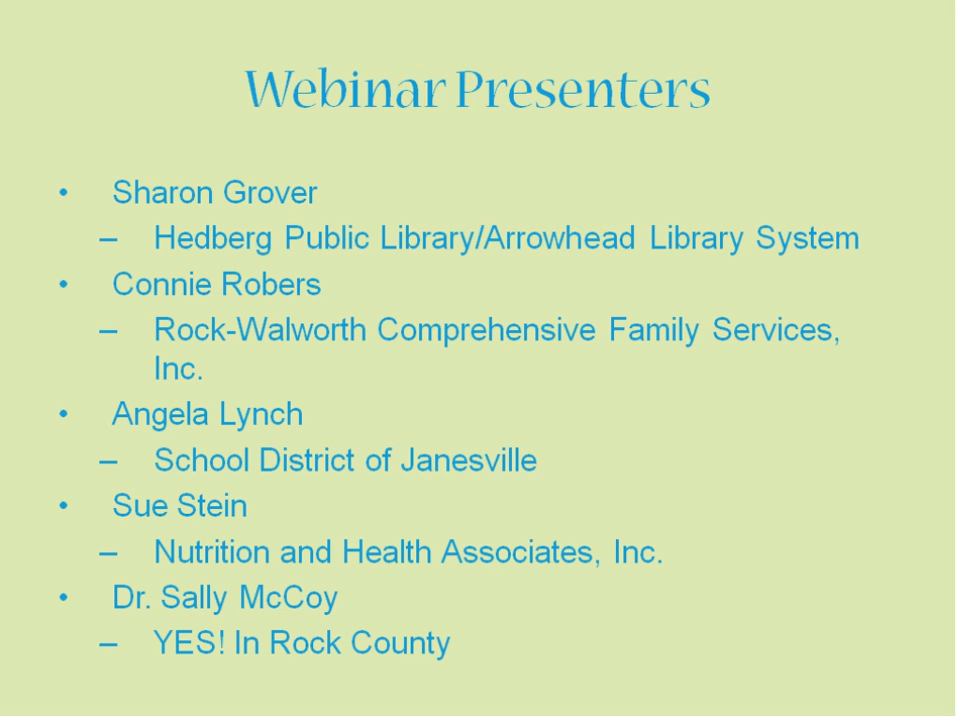 Webinar Presenters
• Sharon Grover
– Hedberg Public Library/Arrowhead Library System
• Connie Robers
– Rock-Walworth Comprehensive Family Services,
Inc.
• Angela Lynch
– School District of Janesville
• Sue Stein
– Nutrition and Health Associates, Inc.
• Dr. Sally McCoy
– YES! In Rock County